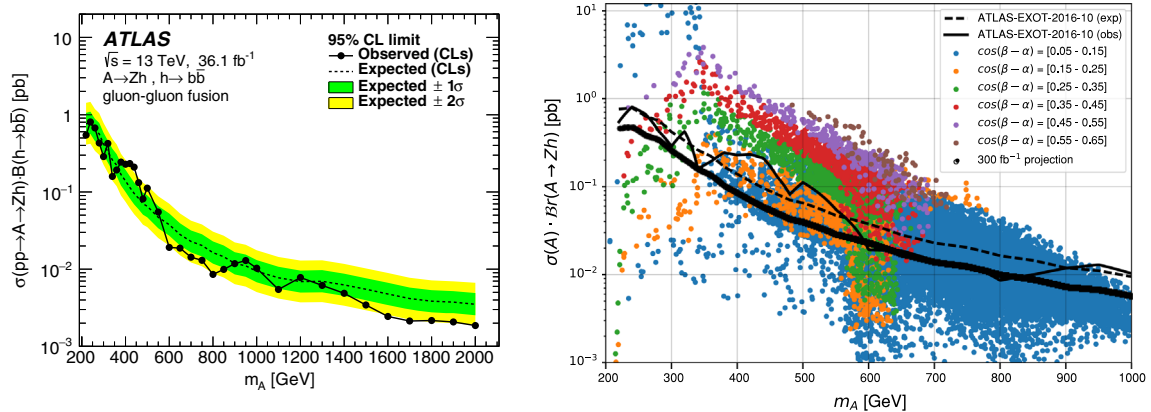 ATLAS
√s = 13 TeV, 36.1 fb⁻¹
A→Zh , h→bb̅
gluon-gluon fusion
95% CL limit
Observed (CLs)
Expected (CLs)
Expected ± 1σ
Expected ± 2σ
σ(pp→A→Zh)·B(h→bb̅) [pb]
10
1
10⁻¹
10⁻²
10⁻³
200 400 600 800 1000 1200 1400 1600 1800 2000
m_A [GeV]
ATLAS-EXOT-2016-10 (exp)
ATLAS-EXOT-2016-10 (obs)
cos(β − α) = [0.05 - 0.15]
cos(β − α) = [0.15 - 0.25]
cos(β − α) = [0.25 - 0.35]
cos(β − α) = [0.35 - 0.45]
cos(β − α) = [0.45 - 0.55]
cos(β − α) = [0.55 - 0.65]
300 fb⁻¹ projection
σ(A) · Br(A → Zh) [pb]
10¹
10⁰
10⁻¹
10⁻²
10⁻³
200 300 400 500 600 700 800 900 1000
m_A [GeV]